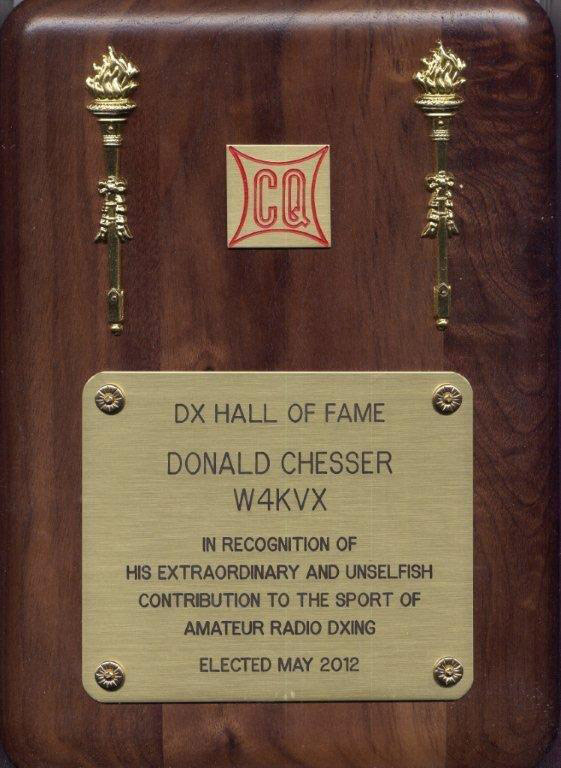 CQ
DX HALL OF FAME
DONALD CHESSER
W4KVX
IN RECOGNITION OF
HIS EXTRAORDINARY AND UNSELFISH
CONTRIBUTION TO THE SPORT OF
AMATEUR RADIO DXING
ELECTED MAY 2012